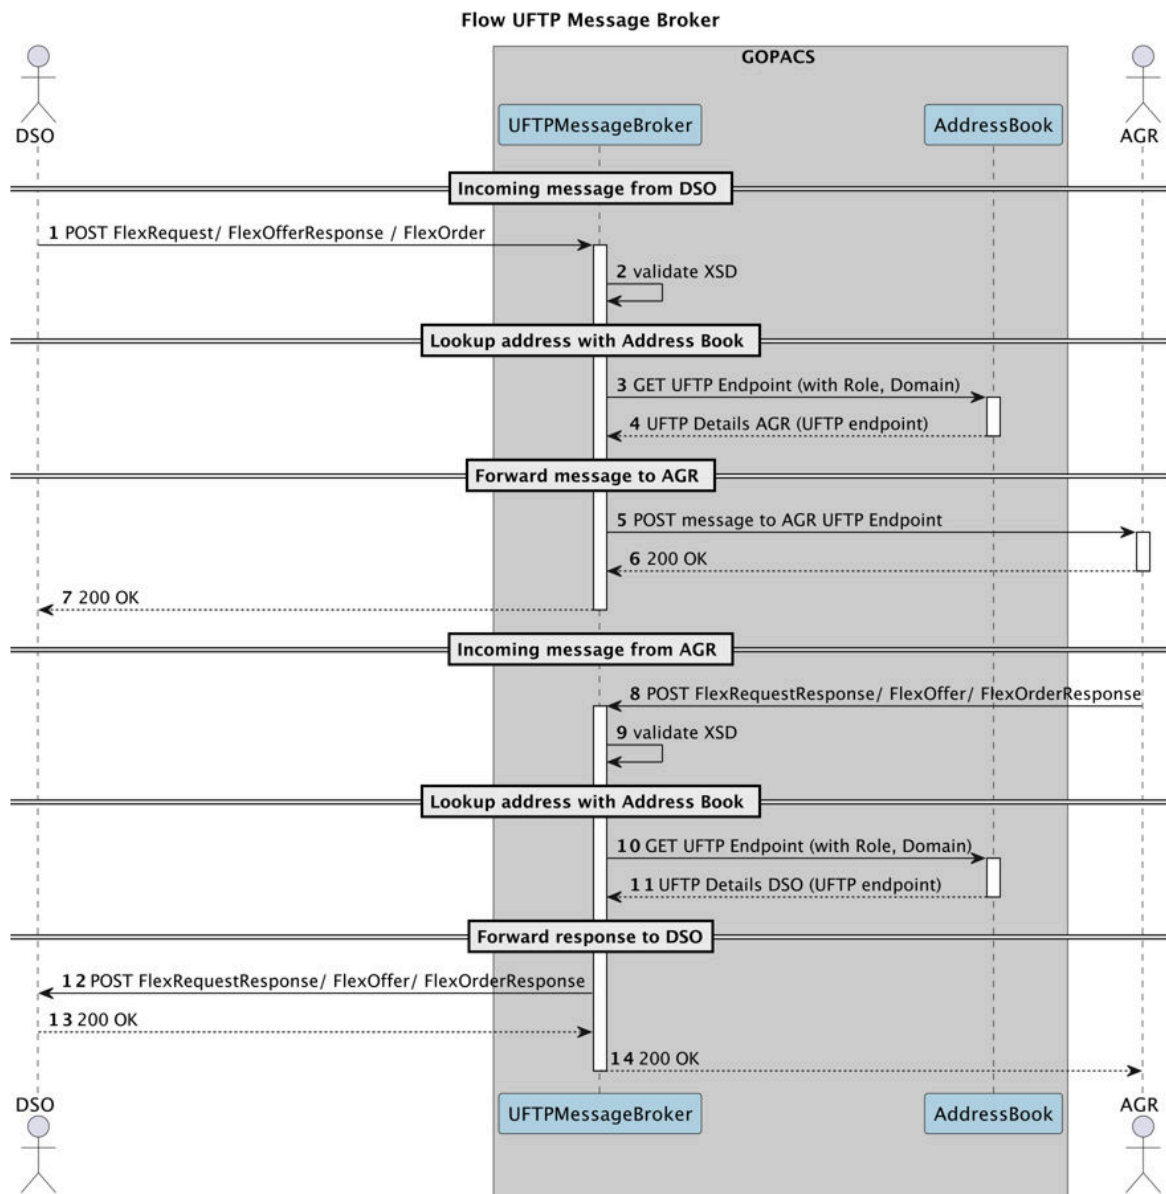 Flow UFTP Message Broker
GOPACS
DSO
UFTPMessageBroker
AddressBook
AGR
Incoming message from DSO
1 POST FlexRequest/ FlexOfferResponse / FlexOrder
2 validate XSD
Lookup address with Address Book
3 GET UFTP Endpoint (with Role, Domain)
4 UFTP Details AGR (UFTP endpoint)
Forward message to AGR
5 POST message to AGR UFTP Endpoint
6 200 OK
7 200 OK
Incoming message from AGR
8 POST FlexRequestResponse/ FlexOffer/ FlexOrderResponse
9 validate XSD
Lookup address with Address Book
10 GET UFTP Endpoint (with Role, Domain)
11 UFTP Details DSO (UFTP endpoint)
Forward response to DSO
12 POST FlexRequestResponse/ FlexOffer/ FlexOrderResponse
13 200 OK
14 200 OK
DSO
UFTPMessageBroker
AddressBook
AGR